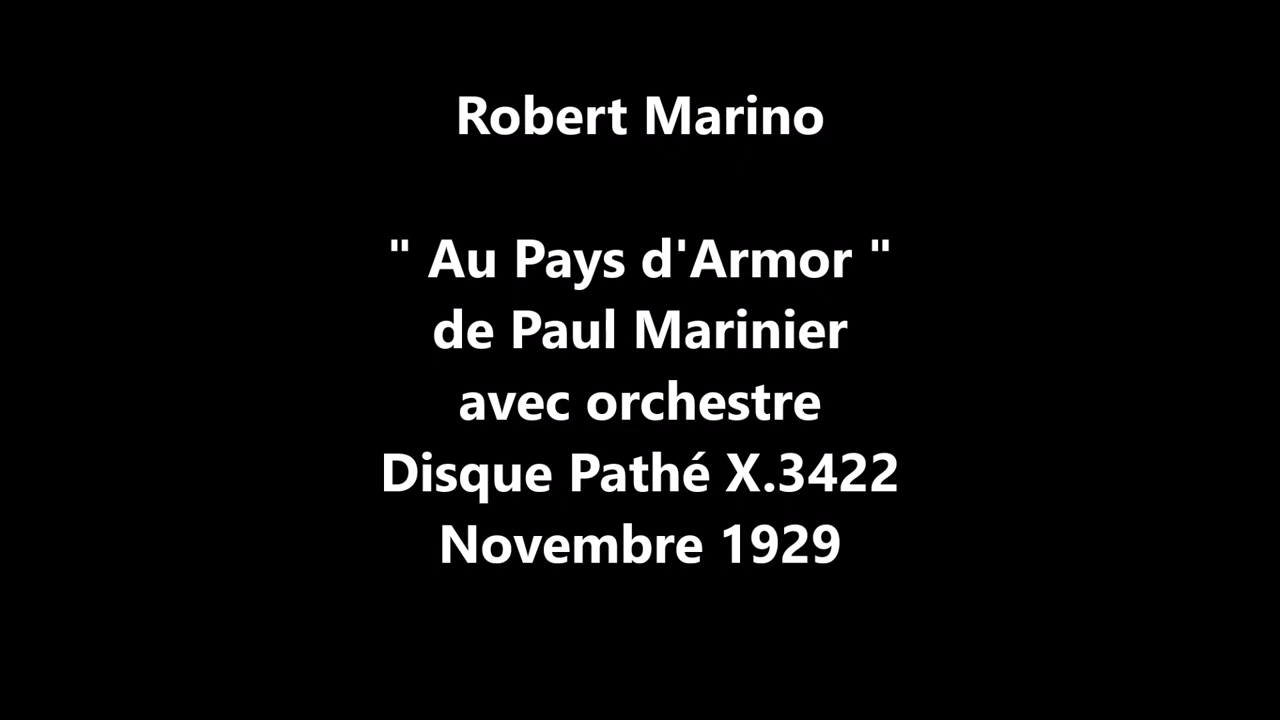 Robert Marino
" Au Pays d'Armor "
de Paul Marinier
avec orchestre
Disque Pathé X.3422
Novembre 1929